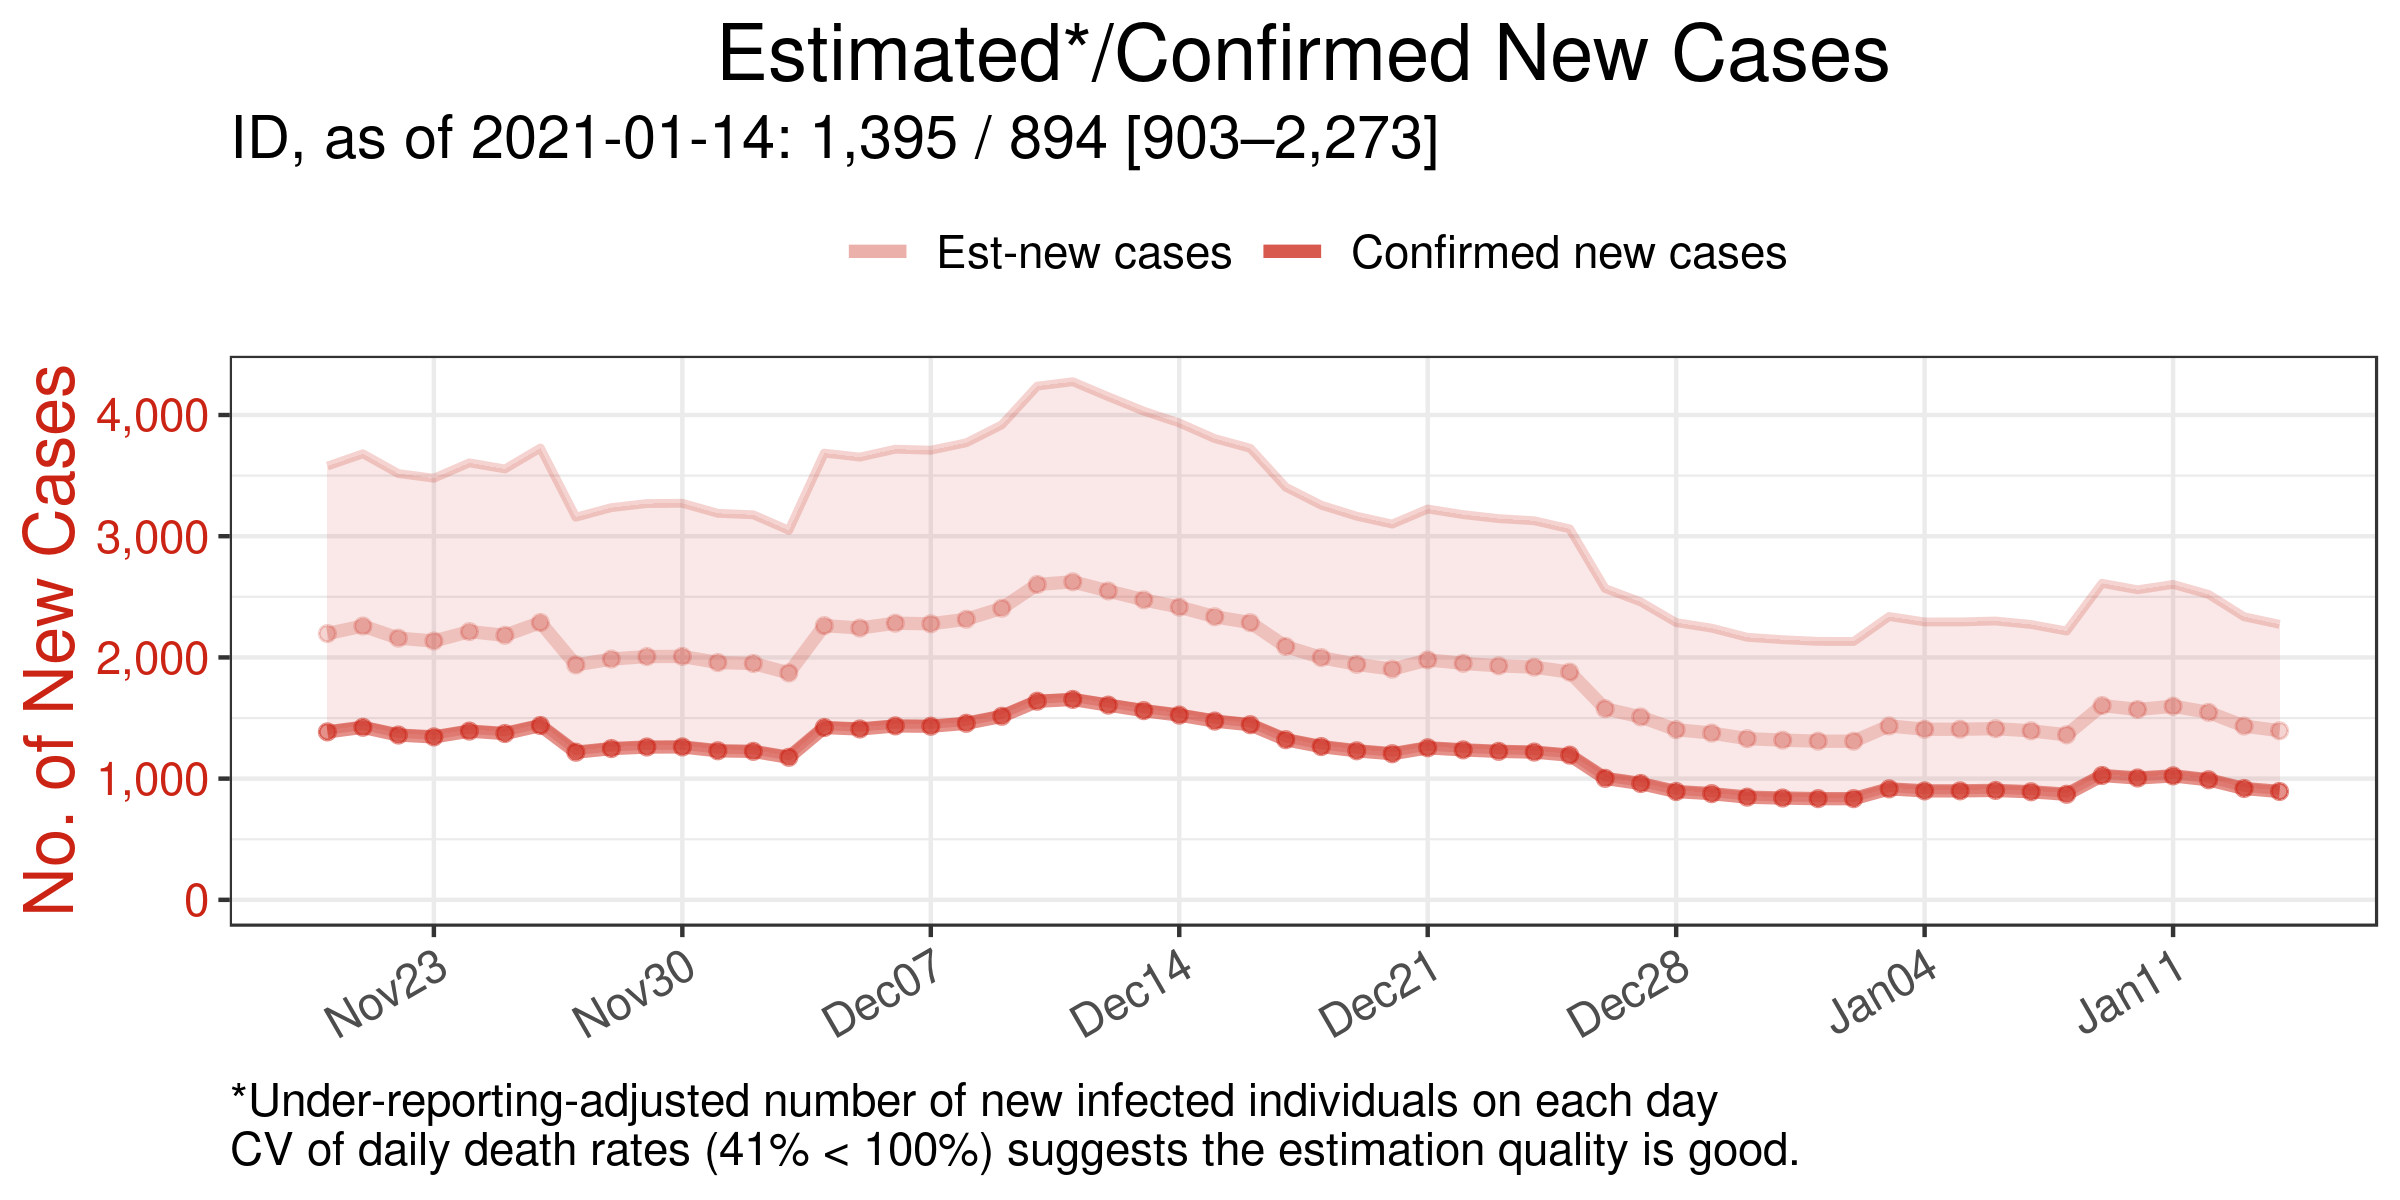 Estimated*/Confirmed New Cases
ID, as of 2021-01-14: 1,395 / 894 [903–2,273]
Est-new cases
Confirmed new cases
No. of New Cases
4,000
3,000
2,000
1,000
0
Nov23
Nov30
Dec07
Dec14
Dec21
Dec28
Jan04
Jan11
*Under-reporting-adjusted number of new infected individuals on each day
CV of daily death rates (41% < 100%) suggests the estimation quality is good.